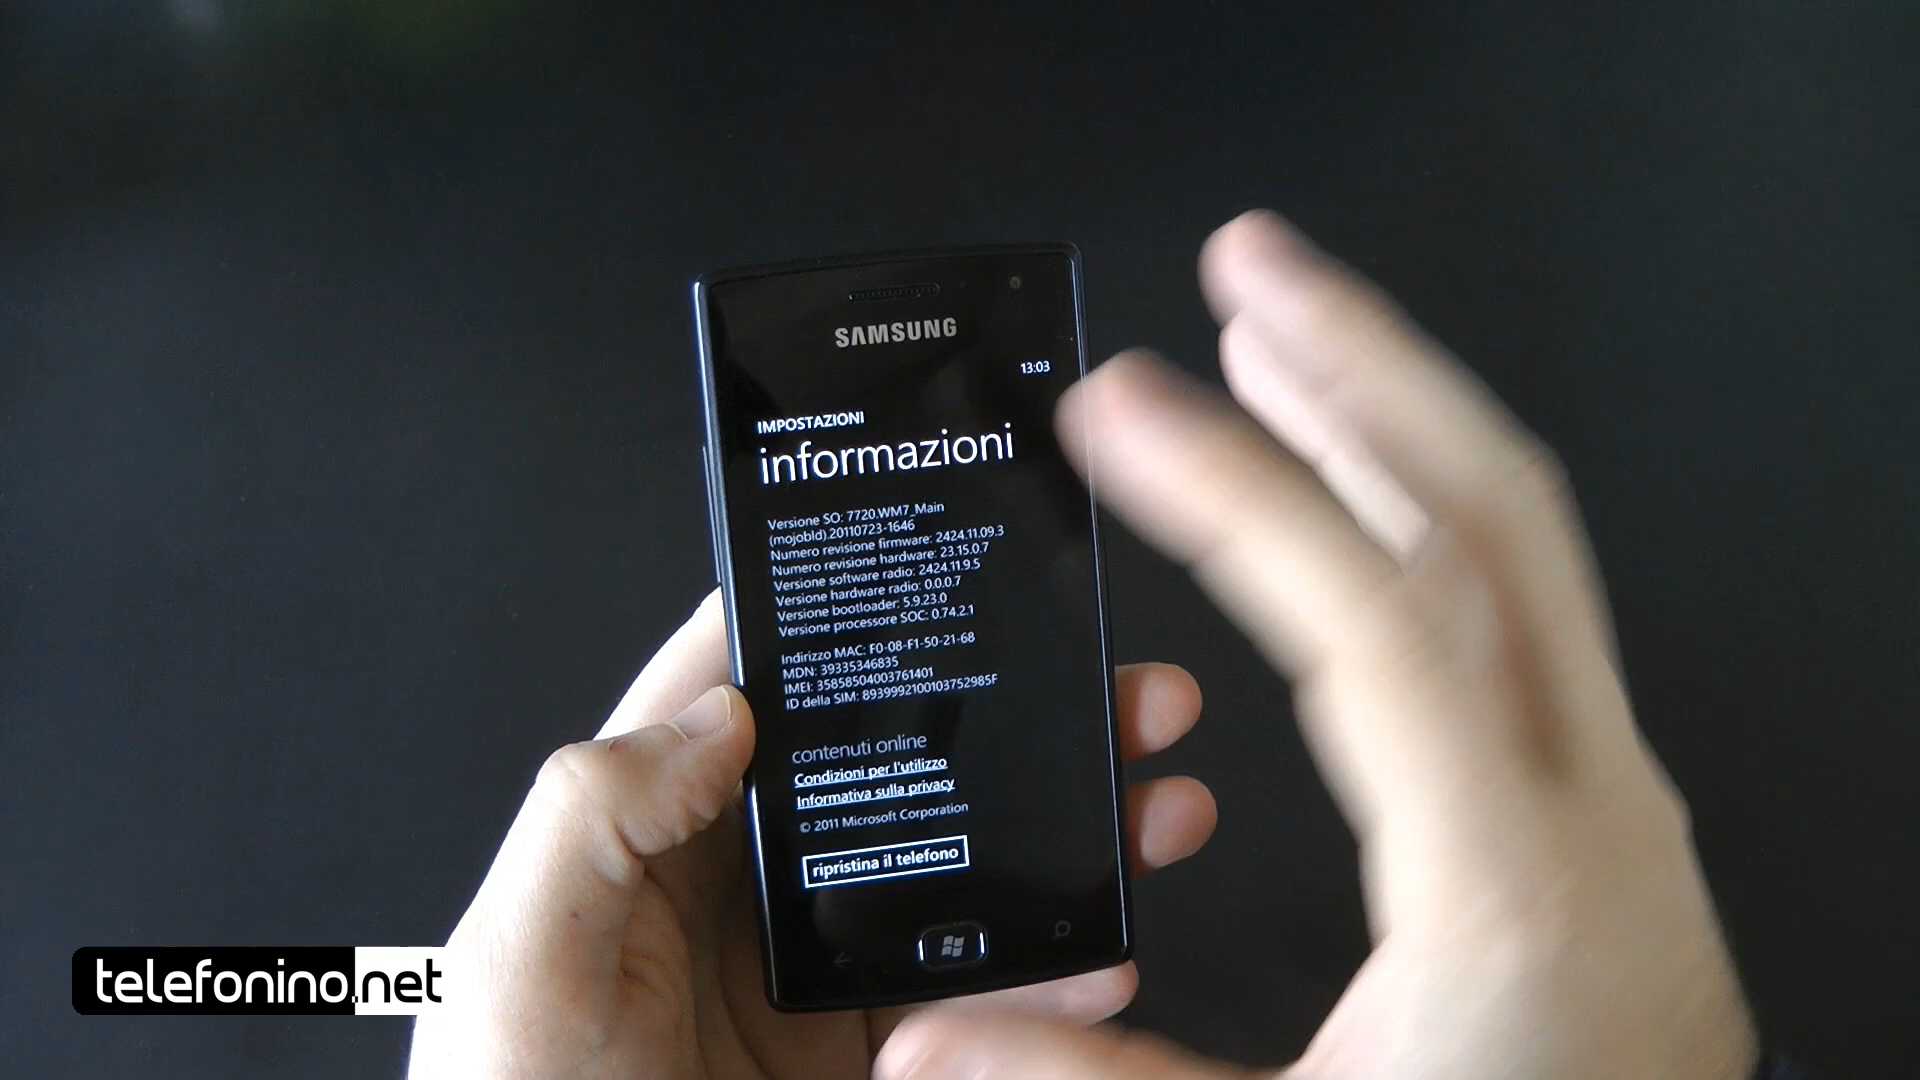 SAMSUNG
13:03
IMPOSTAZIONI
informazioni
Versione SO: 7720.WM7_Main
(mojobld).20110723-1646
Numero revisione firmware: 2424.11.09.3
Numero revisione hardware: 23.15.0.7
Versione software radio: 2424.11.9.5
Versione hardware radio: 0.0.0.7
Versione bootloader: 5.9.23.0
Versione processore SOC: 0.74.2.1
Indirizzo MAC: F0-08-F1-50-21-68
MDN: 39335346835
IMEI: 35858504003761401
ID della SIM: 8939992100103752985F
contenuti online
Condizioni per l'utilizzo
Informativa sulla privacy
© 2011 Microsoft Corporation
ripristina il telefono
telefonino.net